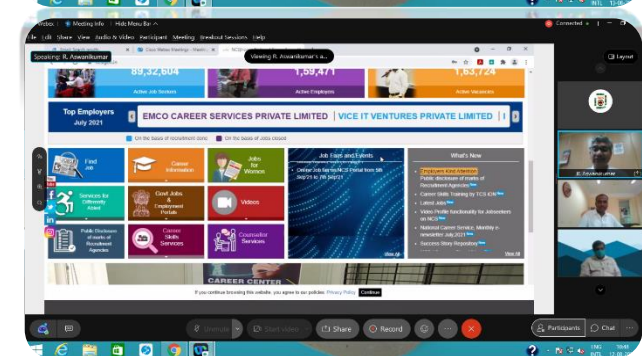 Webex
Meeting Info
Hide Menu Bar
Connected
File Edit Share View Audio & Video Participant Meeting Breakout Sessions Help
Speaking: R. Aswanikumar
Viewing R. Aswanikumar's a...
Layout
89,32,604
1,59,471
1,63,724
Active Job Seekers
Active Employers
Active Vacancies
Top Employers
July 2021
EMCO CAREER SERVICES PRIVATE LIMITED | VICE IT VENTURES PRIVATE LIMITED |
On the basis of recruitment done
On the basis of Jobs closed
Find
Job
Career
Information
Jobs
for
Women
Job Fairs and Events
Online Job fair on NCS Portal from 5th
Sep'21 to 7th Sep'21
View All
What's New
Employers Kind Attention
Public disclosure of marks of
Recruitment Agencies
Career Skills Training by TCS ION
Latest Jobs
Video Profile functionality for Jobseekers
on NCS
National Career Service, Monthly e-
newsletter July 2021
Success Story Repository
View All
Services for
Differently
Abled
Govt Jobs
&
Employment
Portals
Videos
Public Disclosure
of marks of
Recruitment
Agencies
Career
Skills
Services
Counselor
Services
CAREER CENTER
If you continue browsing this website, you agree to our policies: Privacy Policy
Continue
R. Aswanikumar
Unmute
Start video
Share
Record
Participants
Chat
ENG
INTL